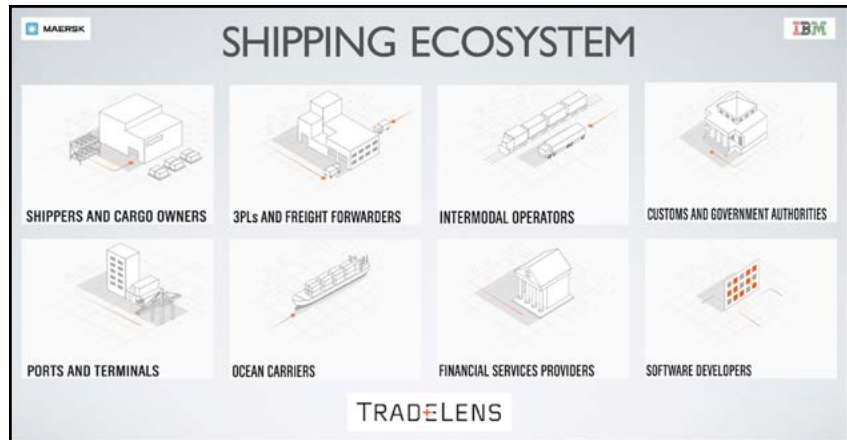 MAERSK
SHIPPING ECOSYSTEM
IBM
SHIPPERS AND CARGO OWNERS
3PLs AND FREIGHT FORWARDERS
INTERMODAL OPERATORS
CUSTOMS AND GOVERNMENT AUTHORITIES
PORTS AND TERMINALS
OCEAN CARRIERS
FINANCIAL SERVICES PROVIDERS
SOFTWARE DEVELOPERS
TRADELENS